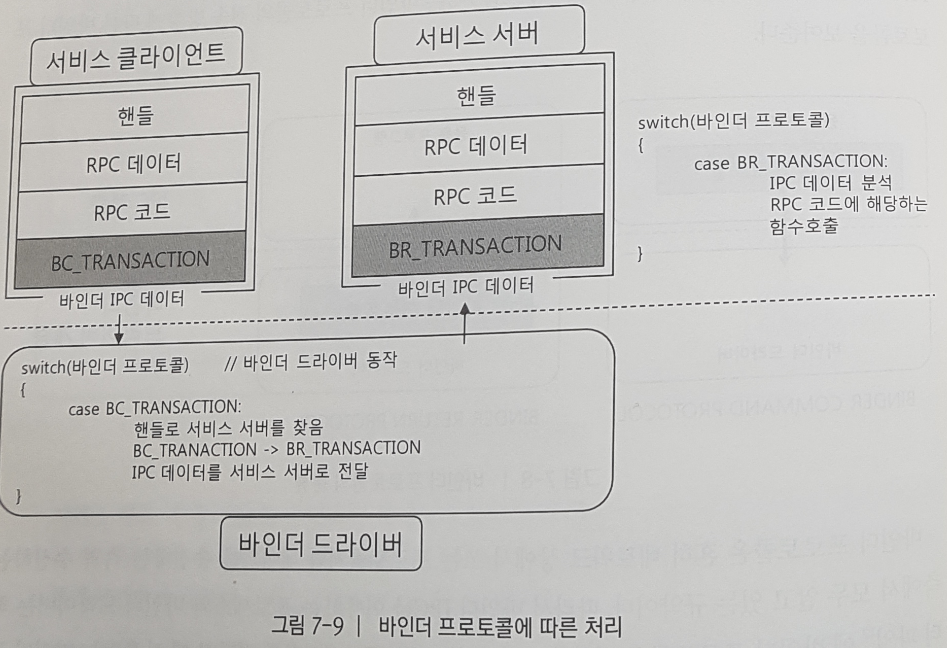 서비스 클라이언트
핸들
RPC 데이터
RPC 코드
BC_TRANSACTION
바인더 IPC 데이터
서비스 서버
핸들
RPC 데이터
RPC 코드
BR_TRANSACTION
바인더 IPC 데이터
switch(바인더 프로토콜)
{
case BR_TRANSACTION:
IPC 데이터 분석
RPC 코드에 해당하는
함수호출
}
switch(바인더 프로토콜) // 바인더 드라이버 동작
{
case BC_TRANSACTION:
핸들로 서비스 서버를 찾음
BC_TRANACTION -> BR_TRANSACTION
IPC 데이터를 서비스 서버로 전달
}
바인더 드라이버
그림 7-9 | 바인더 프로토콜에 따른 처리